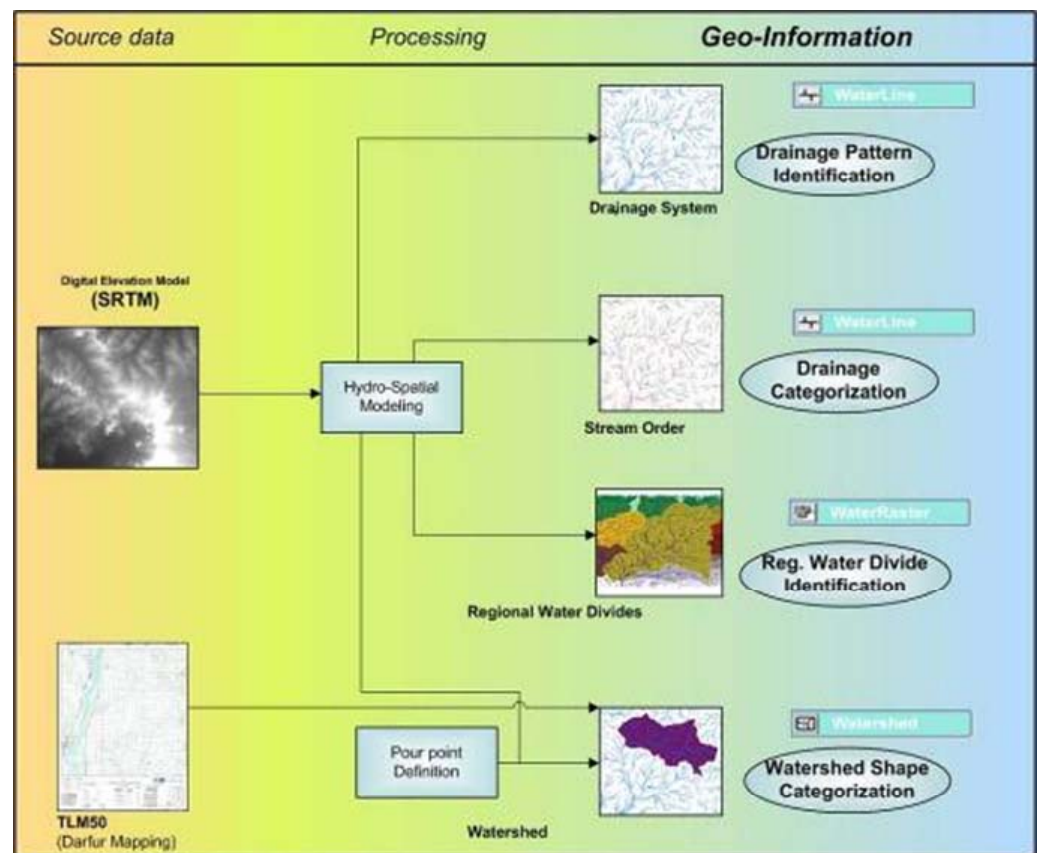 Source data
Processing
Geo-Information
WaterLine
Drainage Pattern
Identification
Drainage System
Digital Elevation Model
(SRTM)
WaterLine
Drainage
Categorization
Hydro-Spatial
Modeling
Stream Order
WaterRaster
Reg. Water Divide
Identification
Regional Water Divides
Watershed
Pour point
Definition
Watershed Shape
Categorization
TLM50
(Darfur Mapping)
Watershed